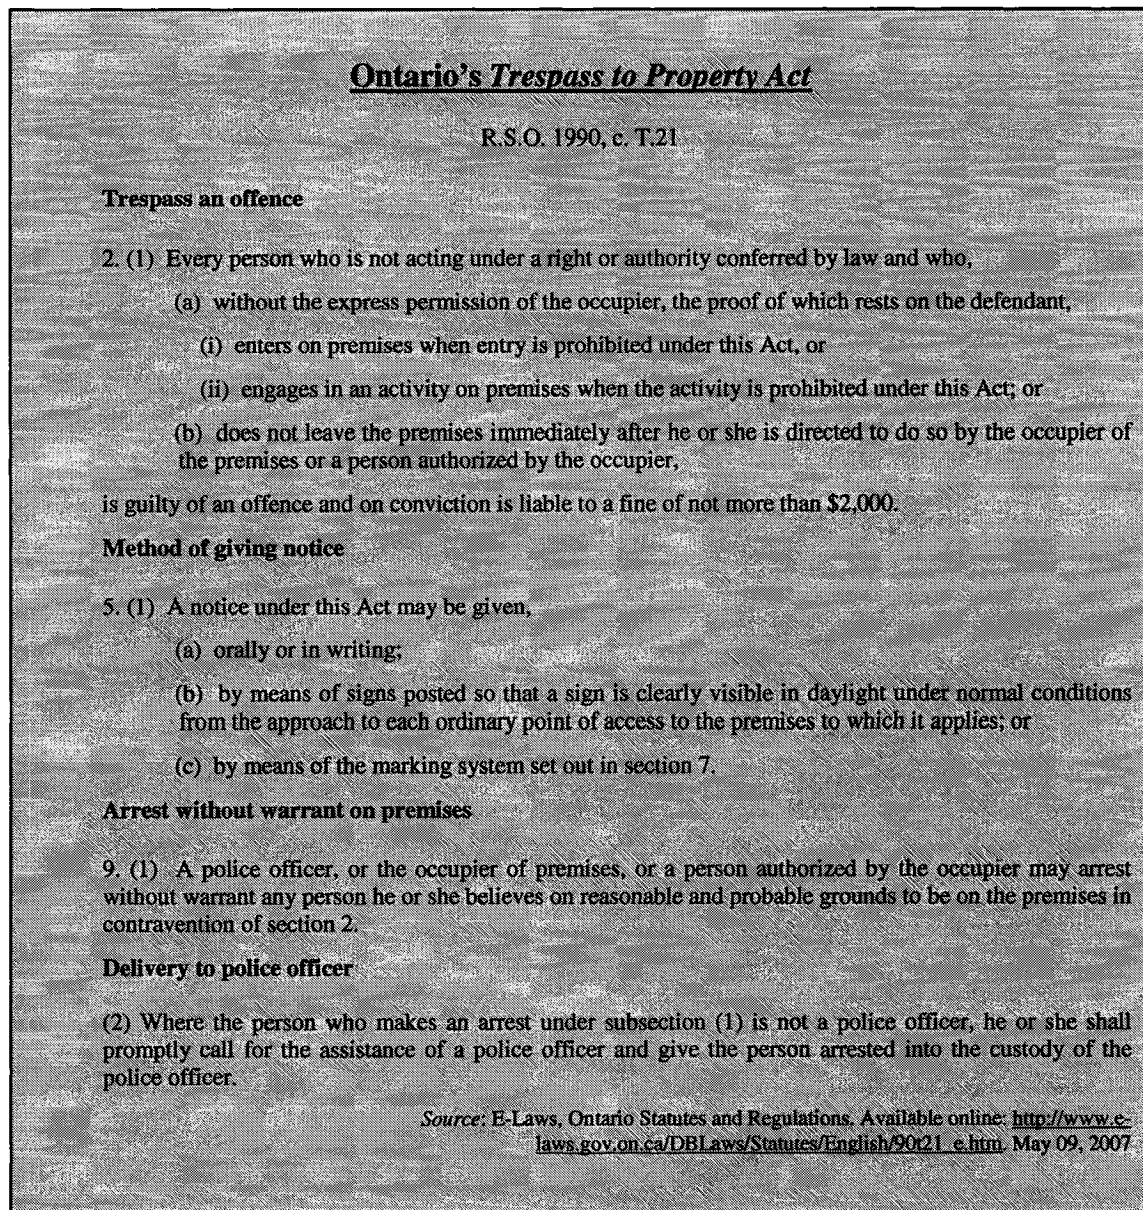 Ontario's Trespass to Property Act
R.S.O. 1990, c. T.21
Trespass an offence
2. (1) Every person who is not acting under a right or authority conferred by law and who,
(a) without the express permission of the occupier, the proof of which rests on the defendant,
(i) enters on premises when entry is prohibited under this Act, or
(ii) engages in an activity on premises when the activity is prohibited under this Act; or
(b) does not leave the premises immediately after he or she is directed to do so by the occupier of
the premises or a person authorized by the occupier,
is guilty of an offence and on conviction is liable to a fine of not more than $2,000.
Method of giving notice
5. (1) A notice under this Act may be given,
(a) orally or in writing;
(b) by means of signs posted so that a sign is clearly visible in daylight under normal conditions
from the approach to each ordinary point of access to the premises to which it applies; or
(c) by means of the marking system set out in section 7.
Arrest without warrant on premises
9. (1) A police officer, or the occupier of premises, or a person authorized by the occupier may arrest
without warrant any person he or she believes on reasonable and probable grounds to be on the premises in
contravention of section 2.
Delivery to police officer
(2) Where the person who makes an arrest under subsection (1) is not a police officer, he or she shall
promptly call for the assistance of a police officer and give the person arrested into the custody of the
police officer.
Source: E-Laws, Ontario Statutes and Regulations. Available online: http://www.e-
laws.gov.on.ca/DBLaws/Statutes/English/90t21_e.htm. May 09, 2007